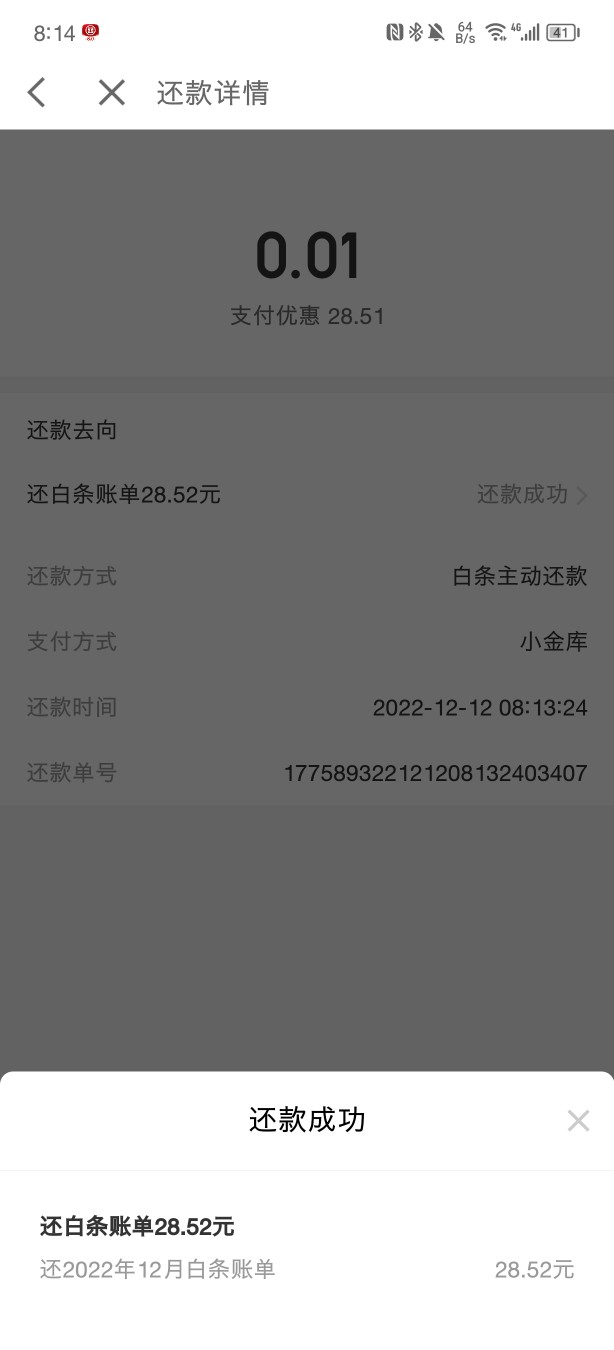 8:14 64 B/s 4G 41
还款详情
0.01
支付优惠 28.51
还款去向
还白条账单28.52元 还款成功
还款方式 白条主动还款
支付方式 小金库
还款时间 2022-12-12 08:13:24
还款单号 177589322121208132403407
还款成功
还白条账单28.52元
还2022年12月白条账单 28.52元